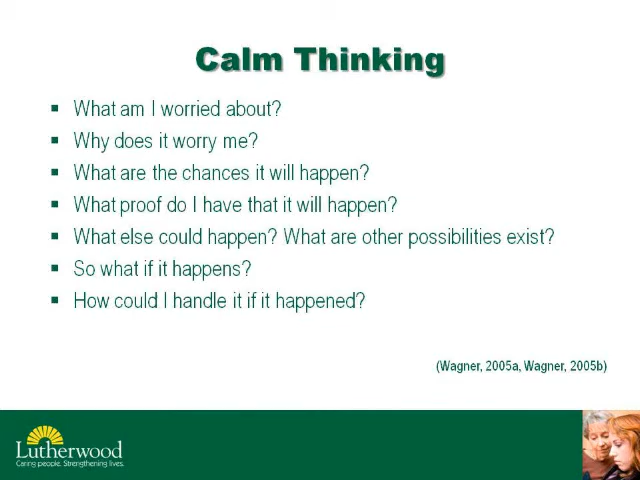 Calm Thinking
▪ What am I worried about?
▪ Why does it worry me?
▪ What are the chances it will happen?
▪ What proof do I have that it will happen?
▪ What else could happen? What are other possibilities exist?
▪ So what if it happens?
▪ How could I handle it if it happened?
(Wagner, 2005a, Wagner, 2005b)
Lutherwood
Caring people. Strengthening lives.